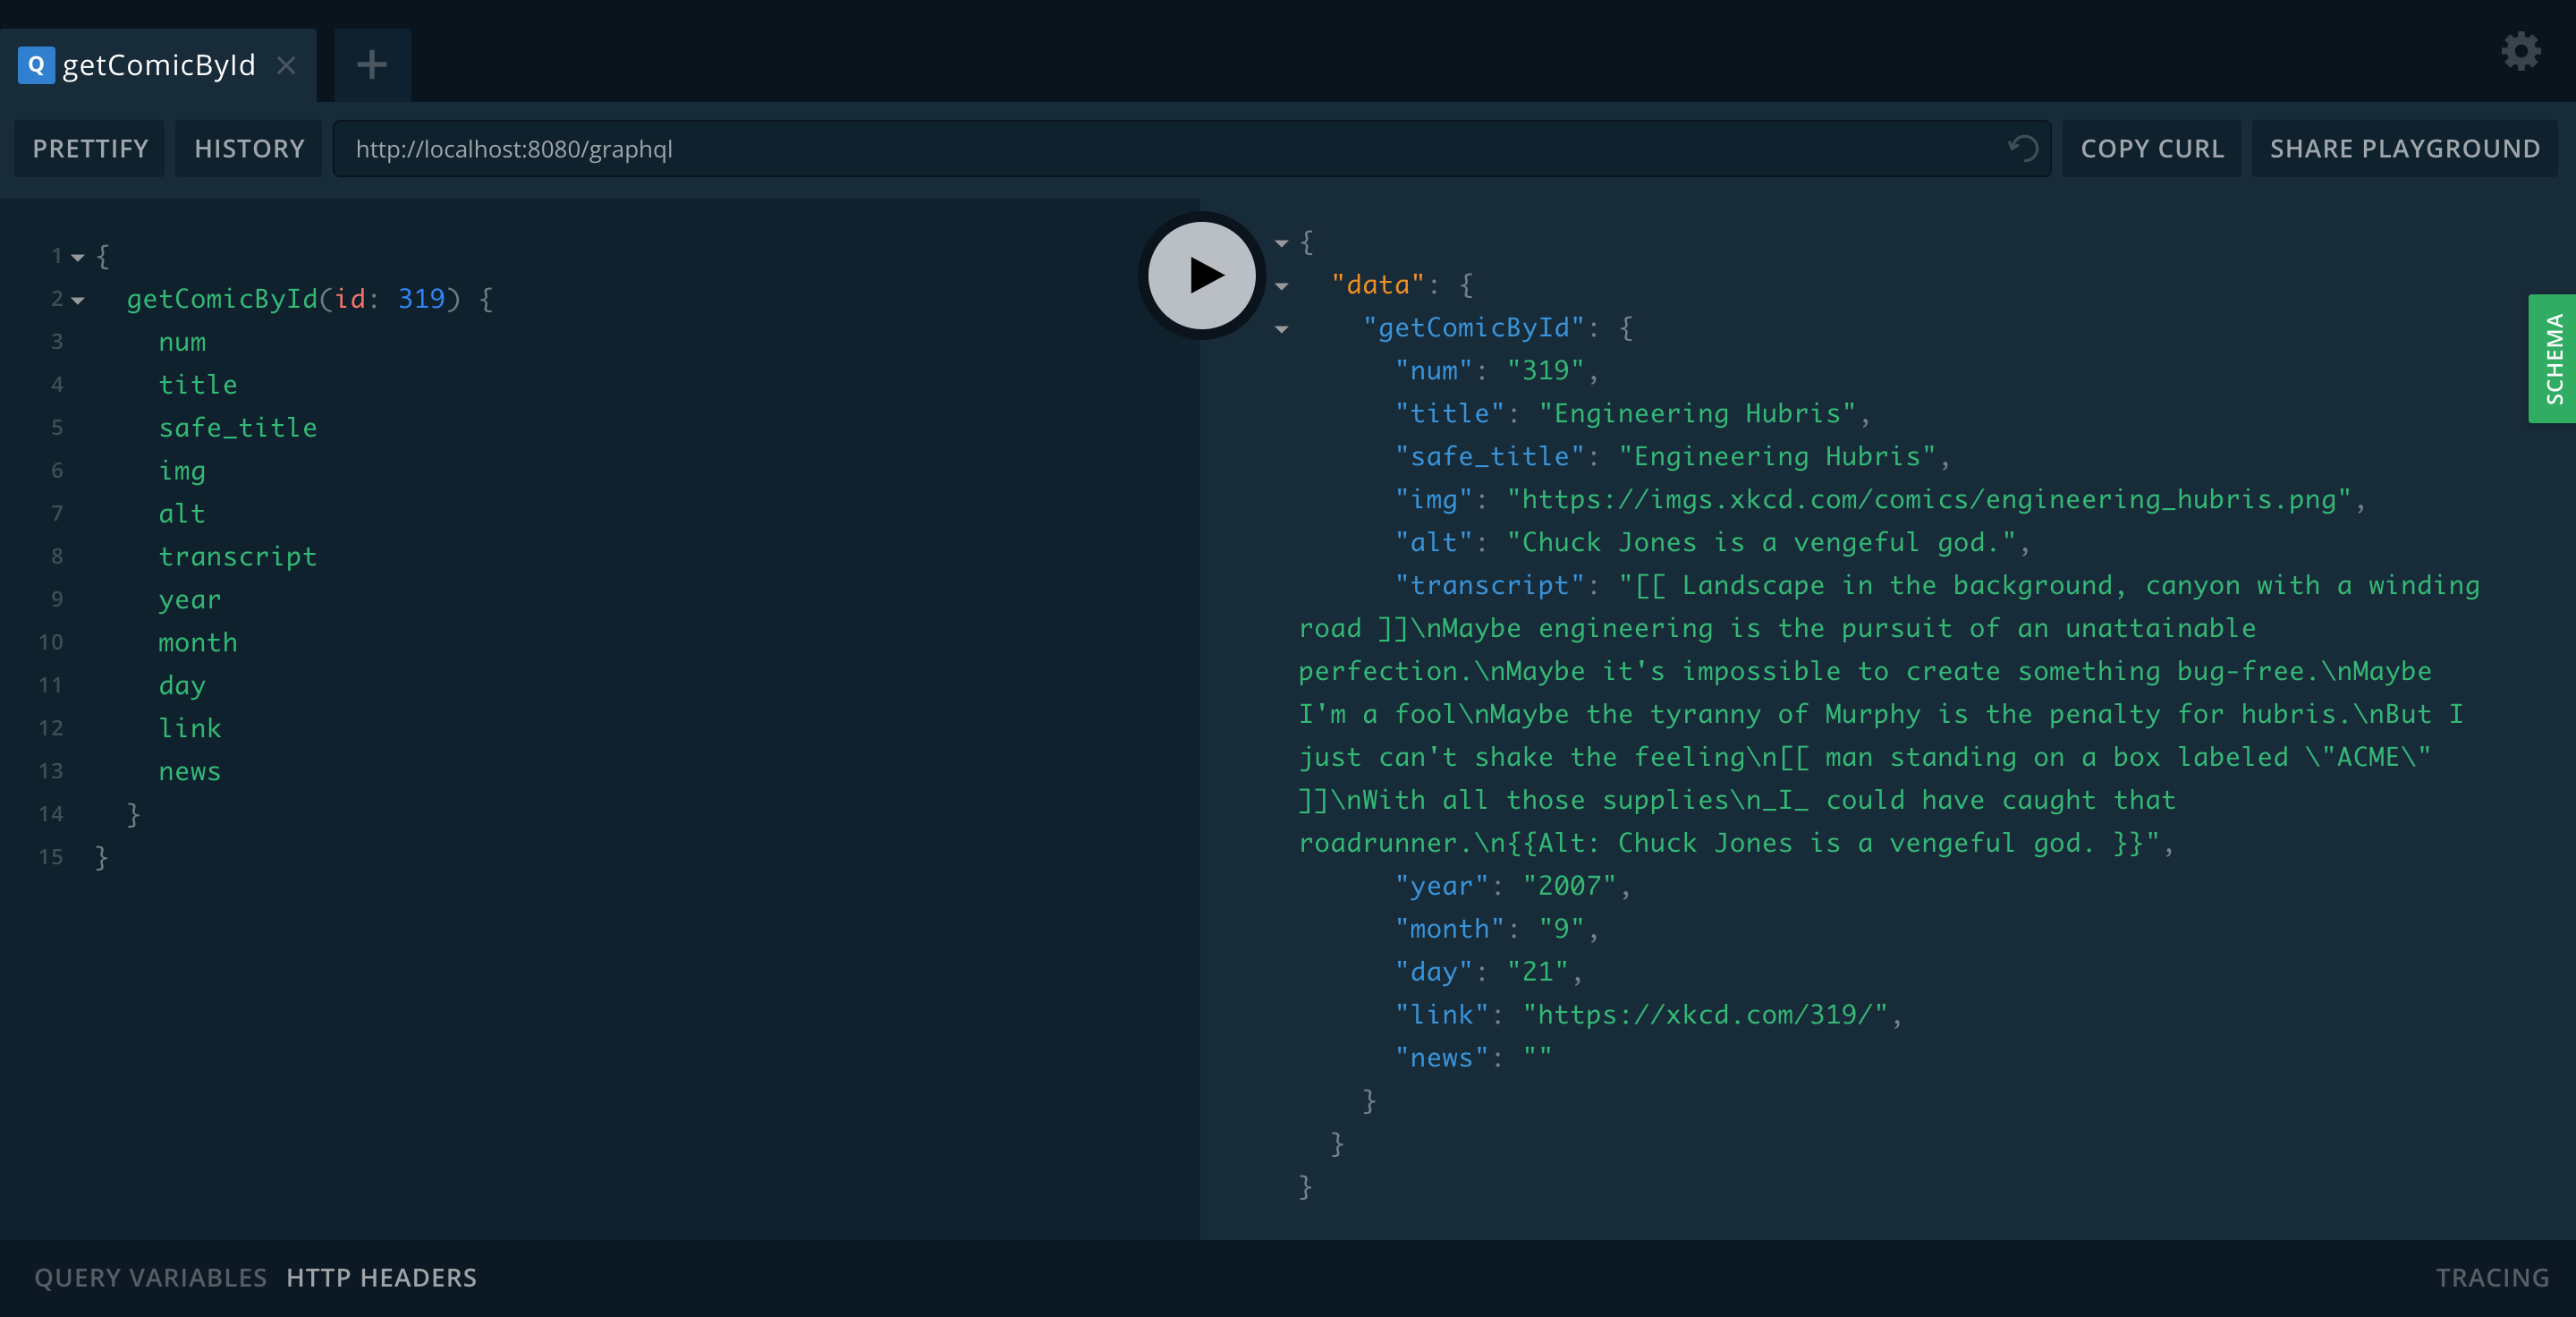 Q getComicById
PRETTIFY HISTORY http://localhost:8080/graphql COPY CURL SHARE PLAYGROUND
1 {
2 getComicById(id: 319) {
3 num
4 title
5 safe_title
6 img
7 alt
8 transcript
9 year
10 month
11 day
12 link
13 news
14 }
15 }
{
"data": {
"getComicById": {
"num": "319",
"title": "Engineering Hubris",
"safe_title": "Engineering Hubris",
"img": "https://imgs.xkcd.com/comics/engineering_hubris.png",
"alt": "Chuck Jones is a vengeful god.",
"transcript": "[[ Landscape in the background, canyon with a winding
road ]]\nMaybe engineering is the pursuit of an unattainable
perfection.\nMaybe it's impossible to create something bug-free.\nMaybe
I'm a fool\nMaybe the tyranny of Murphy is the penalty for hubris.\nBut I
just can't shake the feeling\n[[ man standing on a box labeled \"ACME\"
]]\nWith all those supplies\n_I_ could have caught that
roadrunner.\n{{Alt: Chuck Jones is a vengeful god. }}",
"year": "2007",
"month": "9",
"day": "21",
"link": "https://xkcd.com/319/",
"news": ""
}
}
}
SCHEMA
QUERY VARIABLES HTTP HEADERS
TRACING